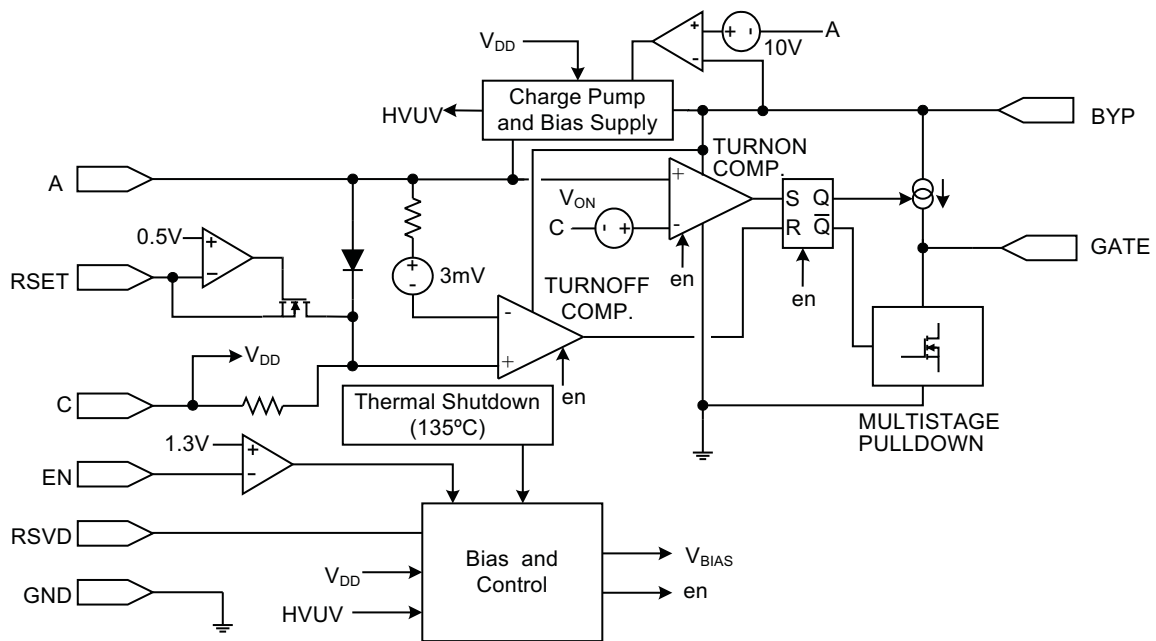 V_DD
+
-
+ -
10V
A
HVUV
Charge Pump
and Bias Supply
BYP
TURNON
COMP.
A
+
-
V_ON
C
- +
S Q
R Q̅
en
en
GATE
0.5V
+
−
RSET
+
-
3mV
TURNOFF
COMP.
-
+
en
V_DD
C
Thermal Shutdown
(135ºC)
MULTISTAGE
PULLDOWN
1.3V
+
−
EN
RSVD
Bias and
Control
V_BIAS
V_DD
en
GND
HVUV